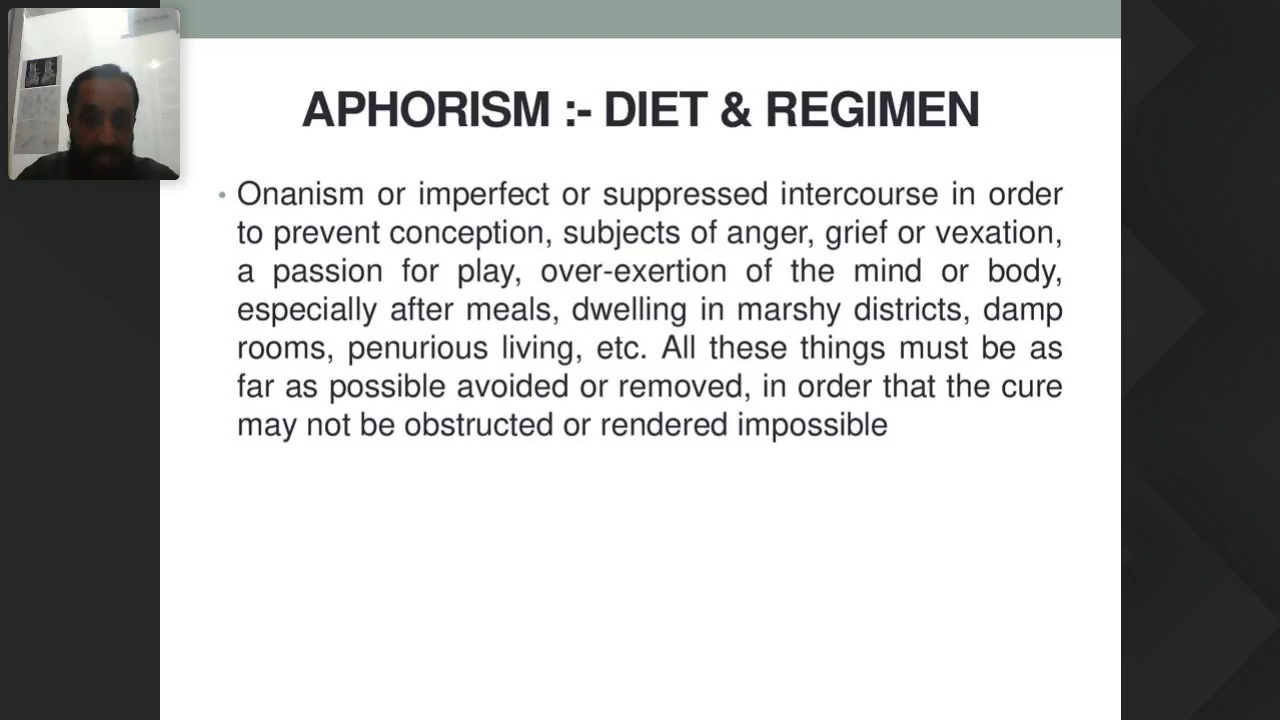 APHORISM :- DIET & REGIMEN
• Onanism or imperfect or suppressed intercourse in order
to prevent conception, subjects of anger, grief or vexation,
a passion for play, over-exertion of the mind or body,
especially after meals, dwelling in marshy districts, damp
rooms, penurious living, etc. All these things must be as
far as possible avoided or removed, in order that the cure
may not be obstructed or rendered impossible